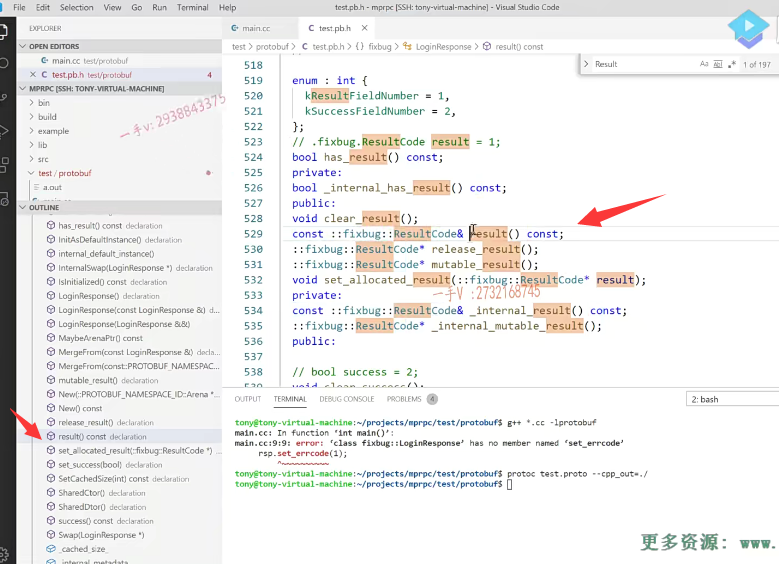 File Edit Selection View Go Run Terminal Help
test.pb.h - mprpc [SSH: tony-virtual-machine] - Visual Studio Code
EXPLORER
OPEN EDITORS
main.cc test/protobuf
test.pb.h test/protobuf 4
MPRPC [SSH: TONY-VIRTUAL-MACHINE]
bin
build
example
lib
src
test / protobuf
a.out
一手v:2938843375
OUTLINE
has_result() const declaration
InitAsDefaultInstance() declaration
internal_default_instance()
InternalSwap(LoginResponse *) declaration
IsInitialized() const declaration
LoginResponse() declaration
LoginResponse(const LoginResponse &) decl...
LoginResponse(LoginResponse &&)
MaybeArenaPtr() const
MergeFrom(const LoginResponse &) decla...
MergeFrom(const::PROTOBUF_NAMESPACE...
mutable_result() declaration
New(::PROTOBUF_NAMESPACE_ID::Arena *...
New() const
release_result() declaration
result() const declaration
set_allocated_result(::fixbug::ResultCode *) ...
set_success(bool) declaration
SetCachedSize(int) const declaration
SharedCtor() declaration
SharedDtor() declaration
success() const declaration
Swap(LoginResponse *)
_cached_size_
_internal_metadata_
main.cc
test.pb.h
test > protobuf > test.pb.h > {} fixbug > LoginResponse > result() const
Result
Aa
1 of 197
518
519 enum : int {
520 kResultFieldNumber = 1,
521 kSuccessFieldNumber = 2,
522 };
523 // .fixbug.ResultCode result = 1;
524 bool has_result() const;
525 private:
526 bool _internal_has_result() const;
527 public:
528 void clear_result();
529 const ::fixbug::ResultCode& result() const;
530 ::fixbug::ResultCode* release_result();
531 ::fixbug::ResultCode* mutable_result();
532 void set_allocated_result(::fixbug::ResultCode* result);
533 private:
一手V :2732168745
534 const ::fixbug::ResultCode& _internal_result() const;
535 ::fixbug::ResultCode* _internal_mutable_result();
536 public:
537
538 // bool success = 2;
539 void clear_success();
OUTPUT TERMINAL DEBUG CONSOLE PROBLEMS 4
2: bash
tony@tony-virtual-machine:~/projects/mprpc/test/protobuf$ g++ *.cc -lprotobuf
main.cc: In function ‘int main()’:
main.cc:9:9: error: ‘class fixbug::LoginResponse’ has no member named ‘set_errcode’
rsp.set_errcode(1);
^~~~~~~~~~~
tony@tony-virtual-machine:~/projects/mprpc/test/protobuf$ protoc test.proto --cpp_out=./
tony@tony-virtual-machine:~/projects/mprpc/test/protobuf$
更多资源: www.